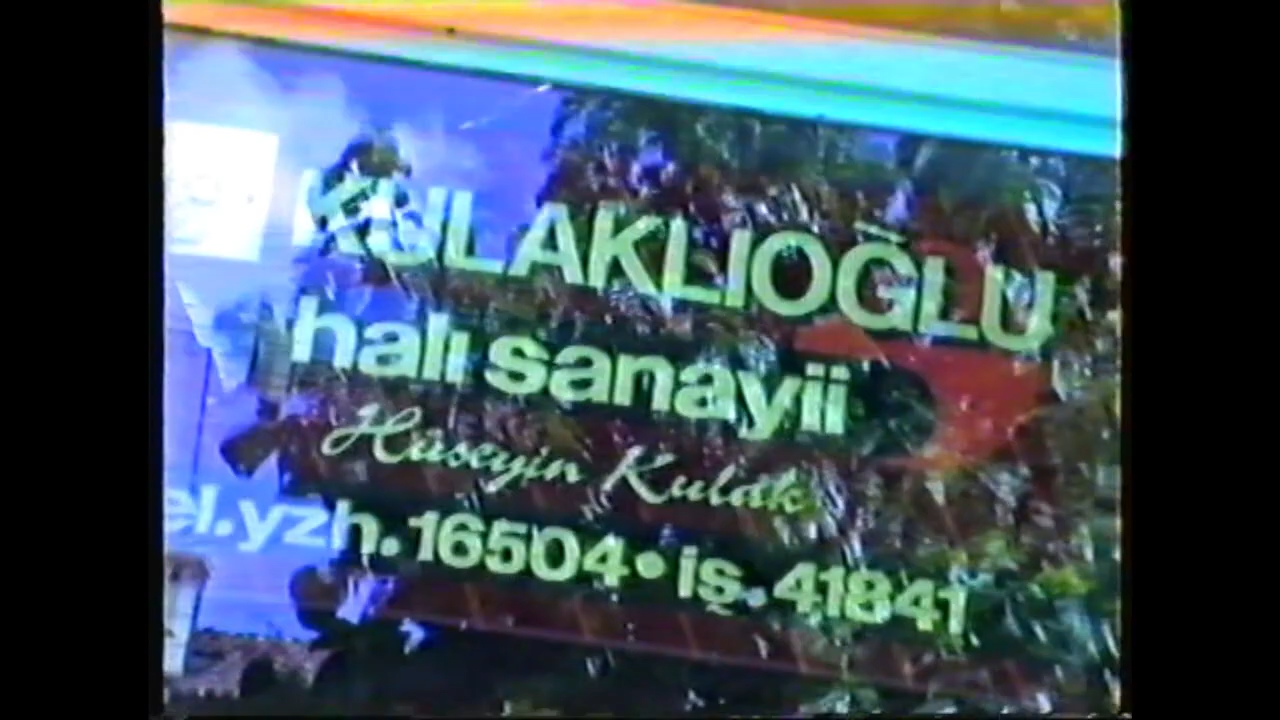 KULAKLIOĞLU
halı sanayii
Hüseyin Kulak
el.yzh.16504• iş.41841